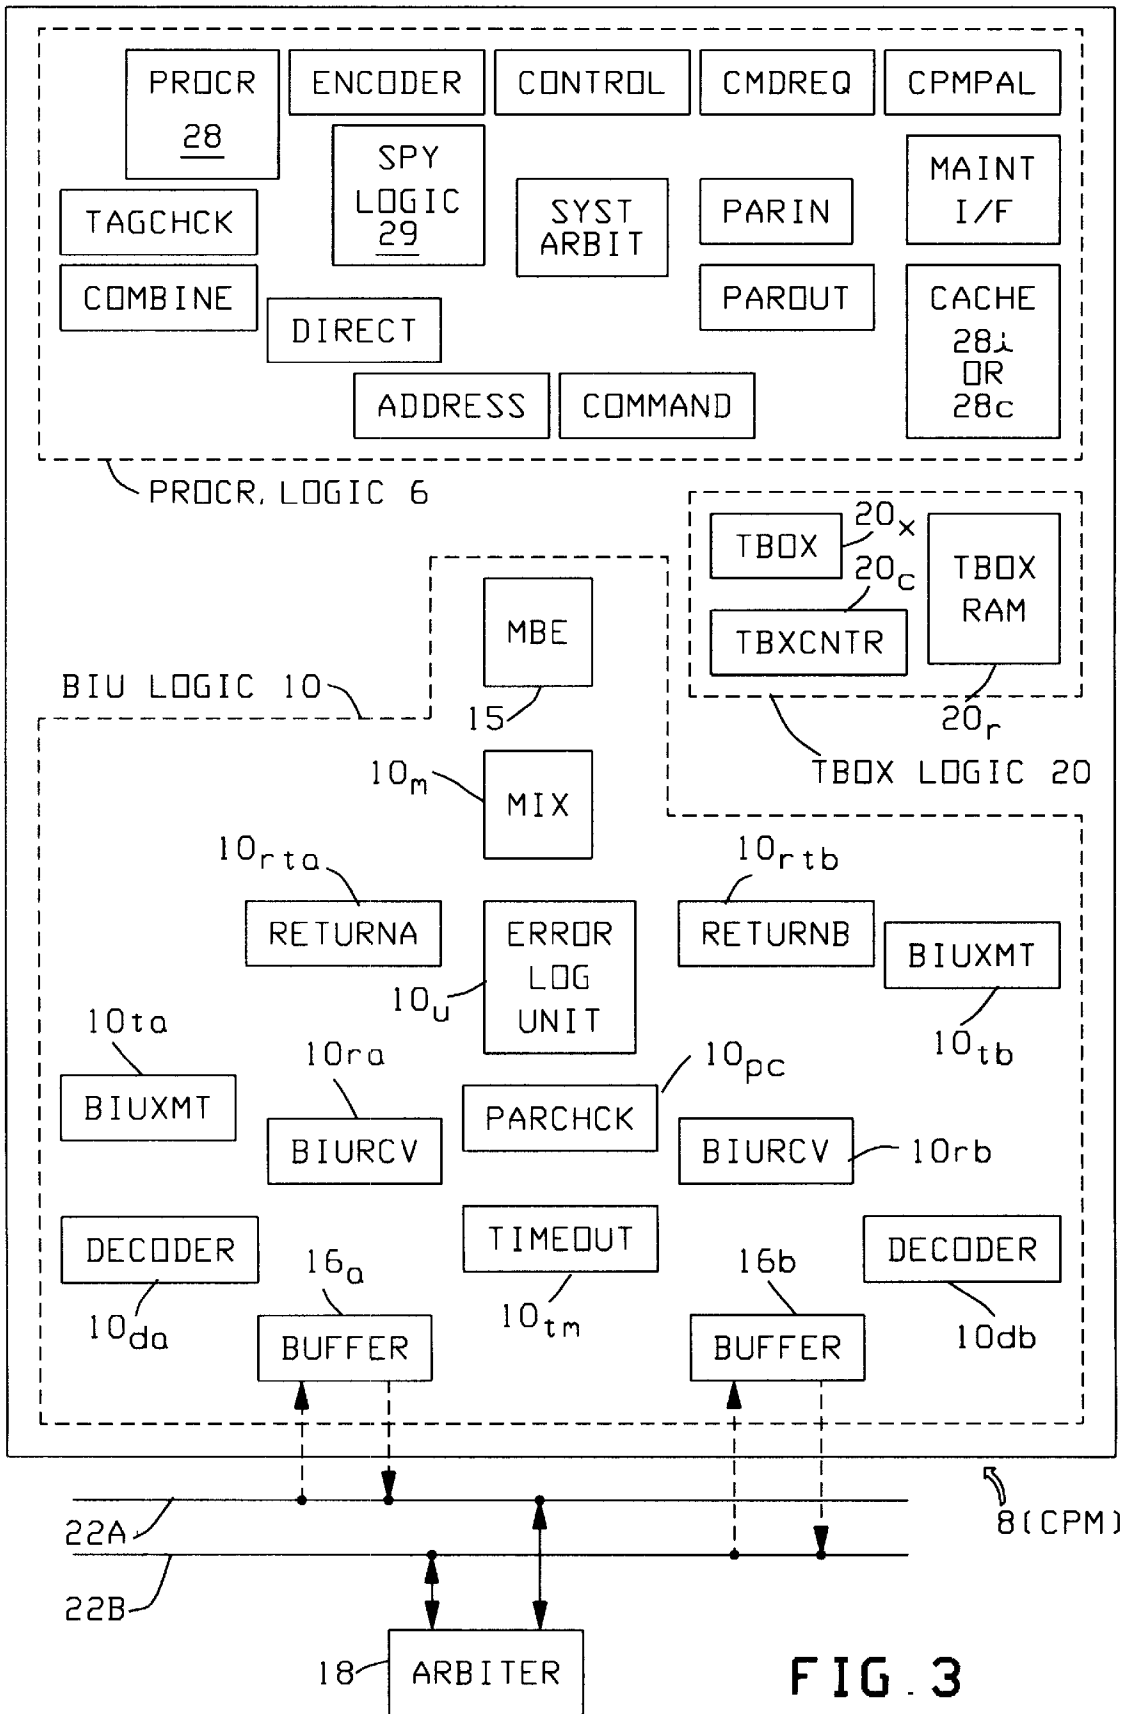 PROCR
28
ENCODER
CONTROL
CMDREQ
CPMPAL
SPY
LOGIC
29
MAINT
I/F
TAGCHCK
SYST
ARBIT
PARIN
COMBINE
DIRECT
PAROUT
CACHE
28i
OR
28c
ADDRESS
COMMAND
PROCR. LOGIC 6
TBOX
20x
20c
TBXCNTR
TBOX
RAM
20r
TBOX LOGIC 20
BIU LOGIC 10
MBE
15
10m
MIX
10rta
RETURNA
ERROR
LOG
UNIT
10u
10rtb
RETURNB
BIUXMT
10tb
10ta
BIUXMT
10ra
BIURCV
10pc
PARCHCK
BIURCV
10rb
DECODER
10da
16a
BUFFER
TIMEOUT
10tm
16b
BUFFER
DECODER
10db
22A
8(CPM)
22B
18
ARBITER
FIG. 3